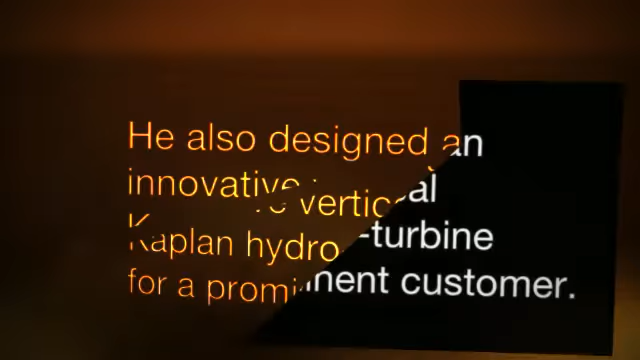 He also designed an
innovative vertical
Kaplan hydro-turbine
for a prominent customer.